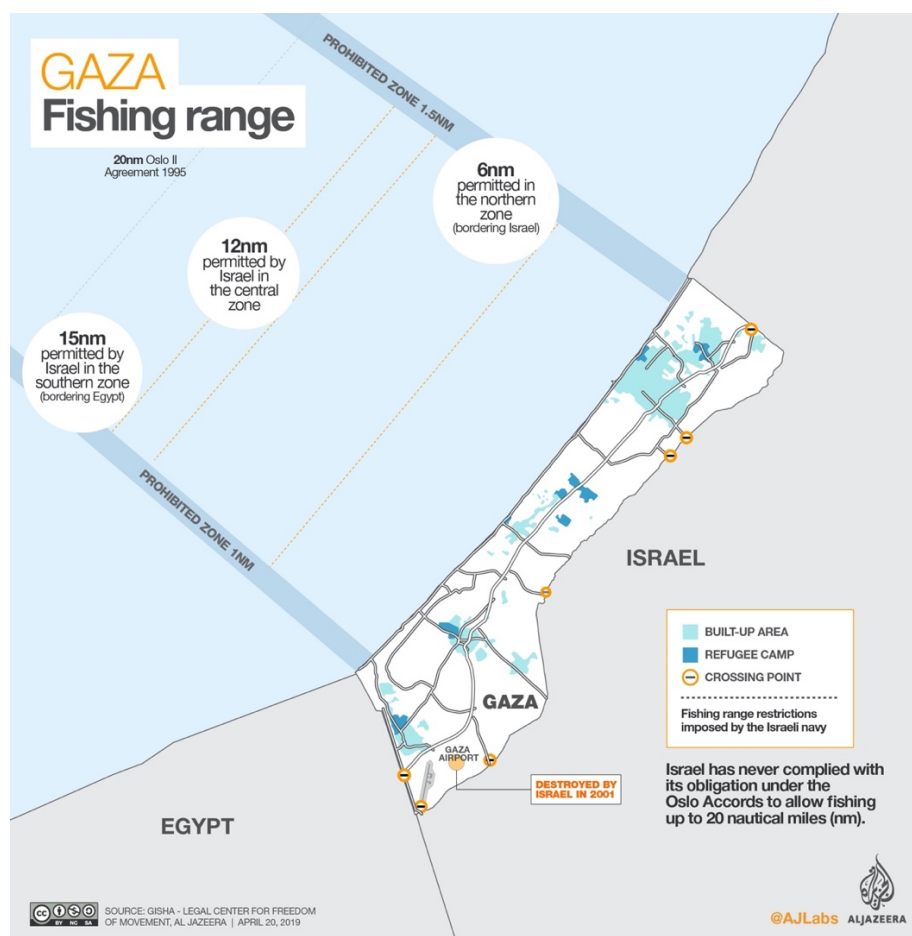 GAZA
Fishing range
20nm Oslo II
Agreement 1995
PROHIBITED ZONE 1.5NM
6nm
permitted in
the northern
zone
(bordering Israel)
12nm
permitted by
Israel in
the central
zone
15nm
permitted by
Israel in the
southern zone
(bordering Egypt)
PROHIBITED ZONE 1NM
ISRAEL
GAZA
GAZA
AIRPORT
DESTROYED BY
ISRAEL IN 2001
EGYPT
BUILT-UP AREA
REFUGEE CAMP
CROSSING POINT
Fishing range restrictions
imposed by the Israeli navy
Israel has never complied with
its obligation under the
Oslo Accords to allow fishing
up to 20 nautical miles (nm).
cc BY NC SA
SOURCE: GISHA - LEGAL CENTER FOR FREEDOM
OF MOVEMENT, AL JAZEERA | APRIL 20, 2019
@AJLabs
ALJAZEERA